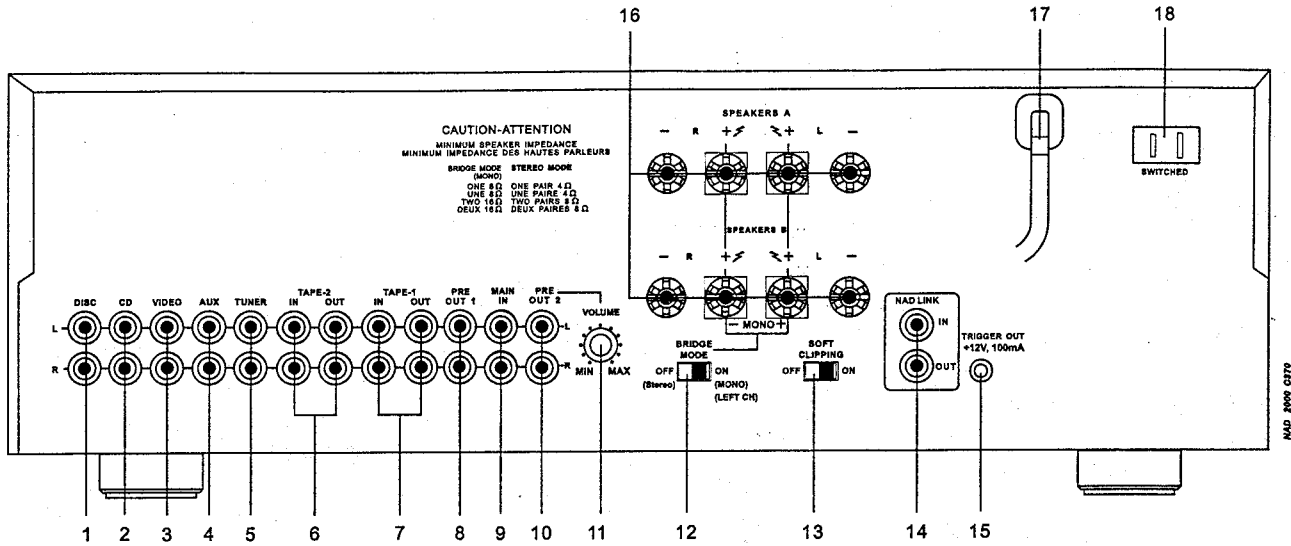 16
17
18
SPEAKERS A
− R + + L −
CAUTION-ATTENTION
MINIMUM SPEAKER IMPEDANCE
MINIMUM IMPEDANCE DES HAUTES PARLEURS
BRIDGE MODE STEREO MODE
(MONO)
ONE 8Ω ONE PAIR 4Ω
UNE 8Ω UNE PAIRE 4Ω
TWO 16Ω TWO PAIRS 8Ω
DEUX 16Ω DEUX PAIRES 8Ω
SWITCHED
SPEAKERS B
− R + + L −
DISC CD VIDEO AUX TUNER
TAPE-2
IN OUT
TAPE-1
IN OUT
PRE
OUT 1
MAIN
IN
PRE
OUT 2
VOLUME
MIN MAX
L L
R R
− MONO +
BRIDGE
MODE
OFF ON
(Stereo) (MONO)
(LEFT CH)
SOFT
CLIPPING
OFF ON
NAD LINK
IN
OUT
TRIGGER OUT
+12V, 100mA
NAD 2000 C370
1 2 3 4 5 6 7 8 9 10 11 12 13 14 15